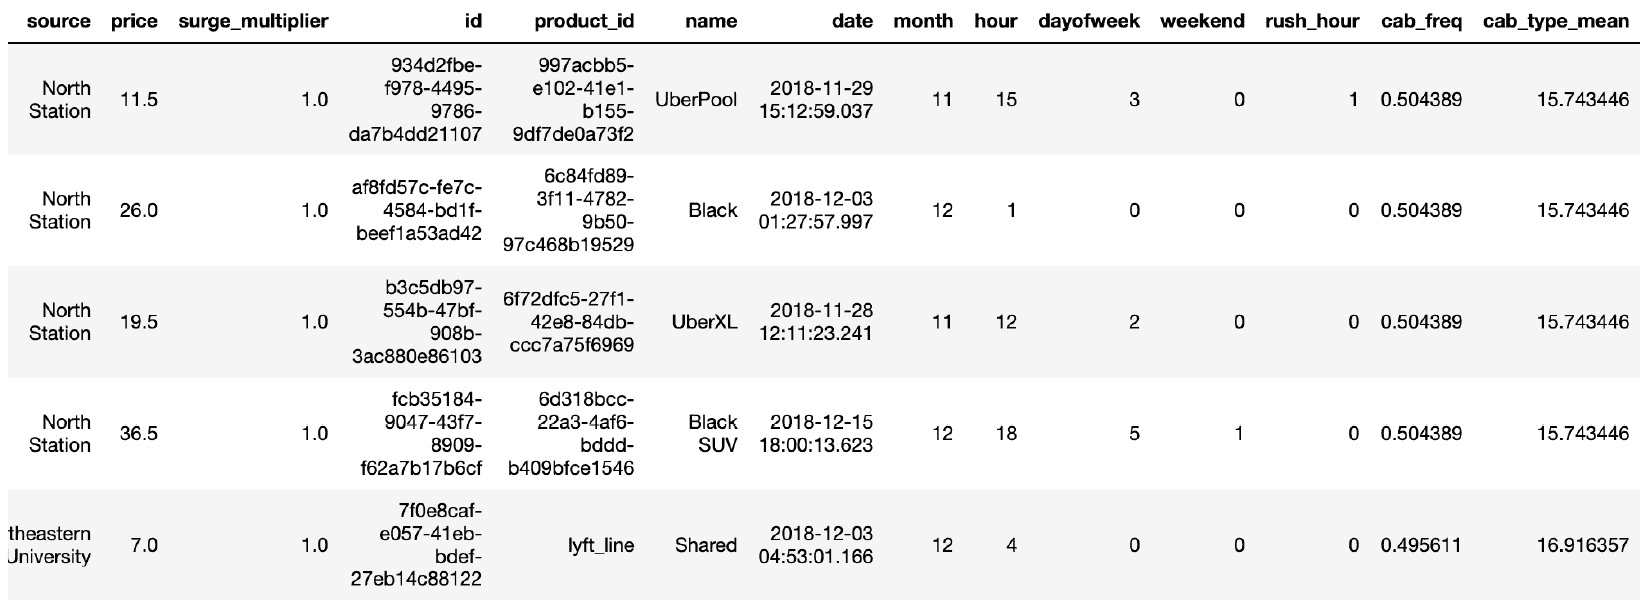 source price surge_multiplier id product_id name date month hour dayofweek weekend rush_hour cab_freq cab_type_mean
934d2fbe- 997acbb5-
North f978-4495- e102-41e1- 2018-11-29
11.5 1.0 UberPool 11 15 3 0 1 0.504389 15.743446
Station 9786- b155- 15:12:59.037
da7b4dd21107 9df7de0a73f2
6c84fd89-
af8fd57c-fe7c-
North 3f11-4782- 2018-12-03
26.0 1.0 4584-bd1f- Black 12 1 0 0 0 0.504389 15.743446
Station 9b50- 01:27:57.997
beef1a53ad42
97c468b19529
b3c5db97-
6f72dfc5-27f1-
North 554b-47bf- 2018-11-28
19.5 1.0 42e8-84db- UberXL 11 12 2 0 0 0.504389 15.743446
Station 908b- 12:11:23.241
ccc7a75f6969
3ac880e86103
fcb35184- 6d318bcc-
North 9047-43f7- 22a3-4af6- Black 2018-12-15
36.5 1.0 12 18 5 1 0 0.504389 15.743446
Station 8909- bddd- SUV 18:00:13.623
f62a7b17b6cf b409bfce1546
7f0e8caf-
theastern e057-41eb- 2018-12-03
7.0 1.0 lyft_line Shared 12 4 0 0 0 0.495611 16.916357
University bdef- 04:53:01.166
27eb14c88122